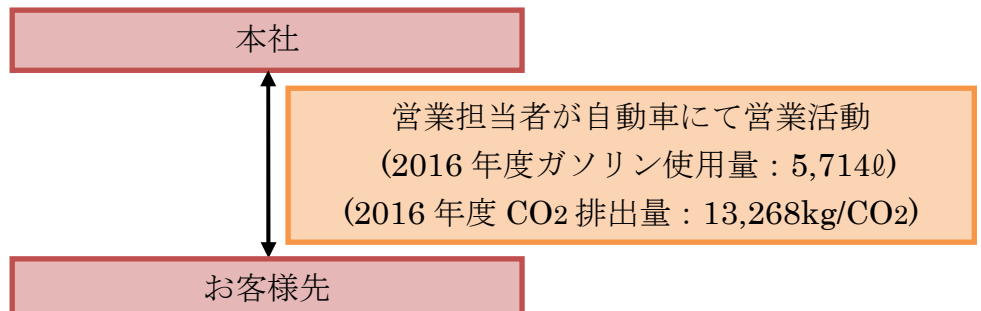 本社
営業担当者が自動車にて営業活動
(2016 年度ガソリン使用量：5,714ℓ)
(2016 年度 CO2 排出量：13,268kg/CO2)
お客様先